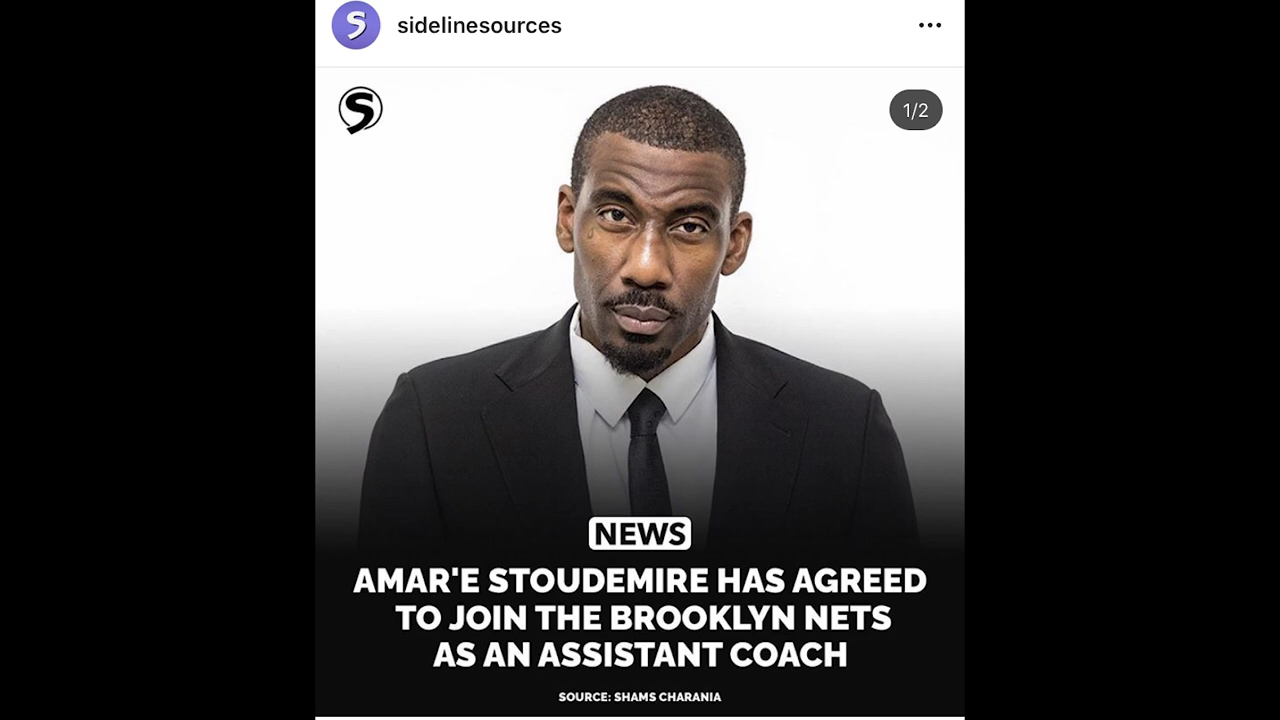 sidelinesources
1/2
NEWS
AMAR'E STOUDEMIRE HAS AGREED
TO JOIN THE BROOKLYN NETS
AS AN ASSISTANT COACH
SOURCE: SHAMS CHARANIA